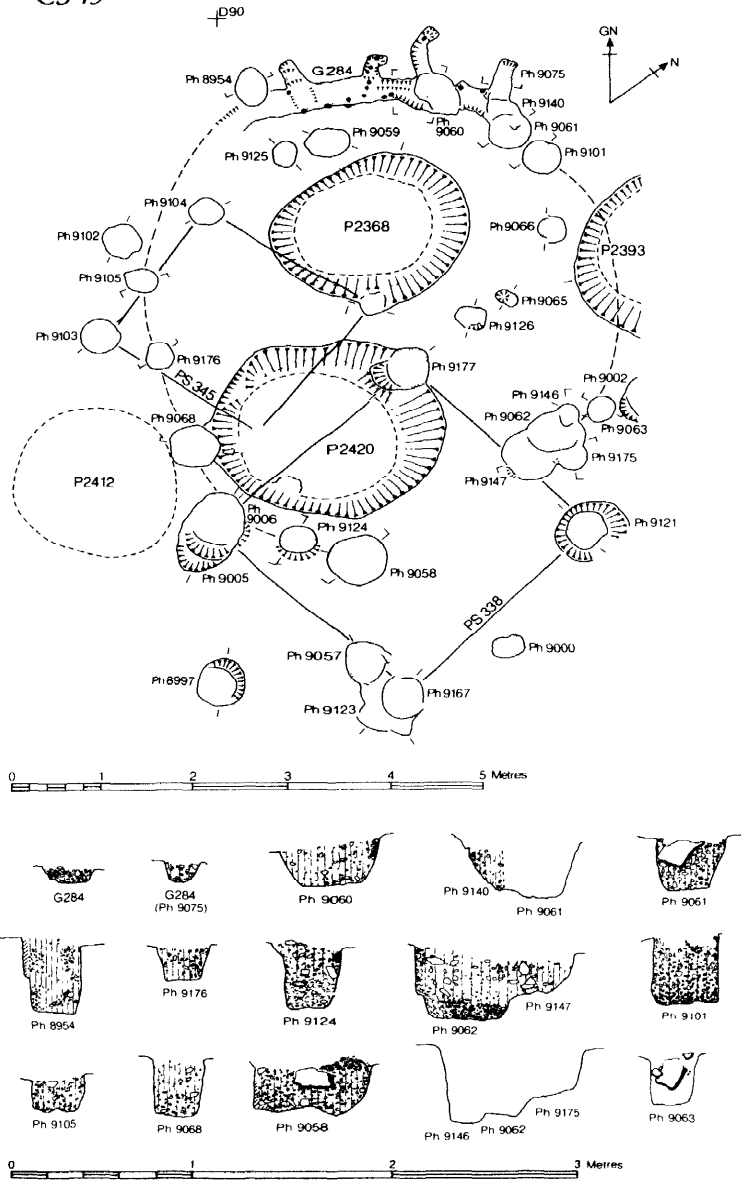 CS 49
D90
GN
N
Ph 8954
G284
Ph 9075
Ph 9140
Ph 9061
Ph 9060
Ph 9059
Ph 9125
Ph 9101
Ph 9104
P2368
Ph 9066
Ph 9102
P2393
Ph 9105
Ph 9065
Ph 9126
Ph 9103
Ph 9176
Ph 9177
PS 345
Ph 9002
Ph 9146
Ph 9062
Ph 9063
Ph 9068
P2420
Ph 9175
P2412
Ph 9147
Ph 9006
Ph 9124
Ph 9121
Ph 9058
Ph 9005
PS 338
Ph 9057
Ph 9000
Ph 8997
Ph 9167
Ph 9123
0 1 2 3 4 5 Metres
G284
G284 (Ph 9075)
Ph 9060
Ph 9140
Ph 9061
Ph 9061
Ph 8954
Ph 9176
Ph 9124
Ph 9062
Ph 9147
Ph 9101
Ph 9105
Ph 9068
Ph 9058
Ph 9146
Ph 9062
Ph 9175
Ph 9063
0 1 2 3 Metres